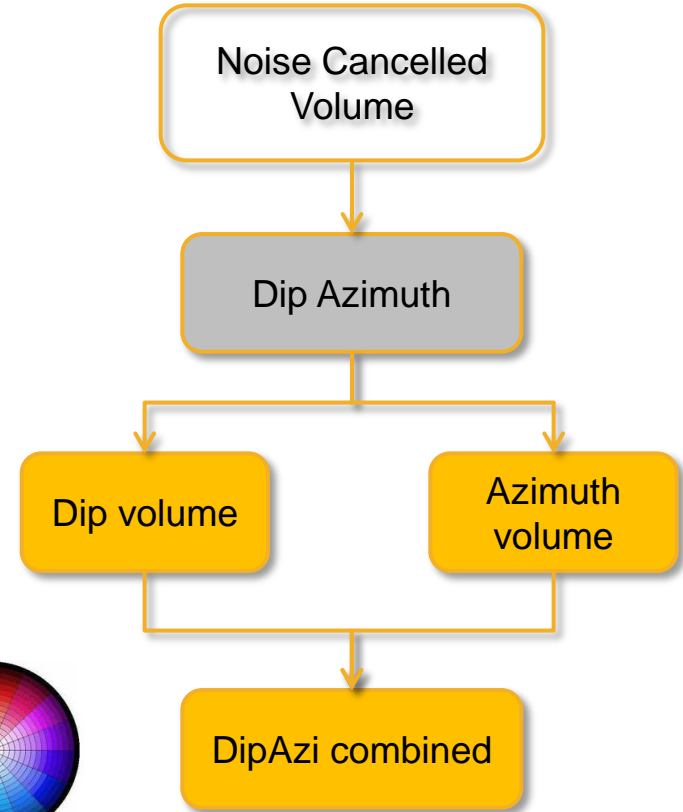 Noise Cancelled
Volume
Dip Azimuth
Dip volume
Azimuth
volume
DipAzi combined